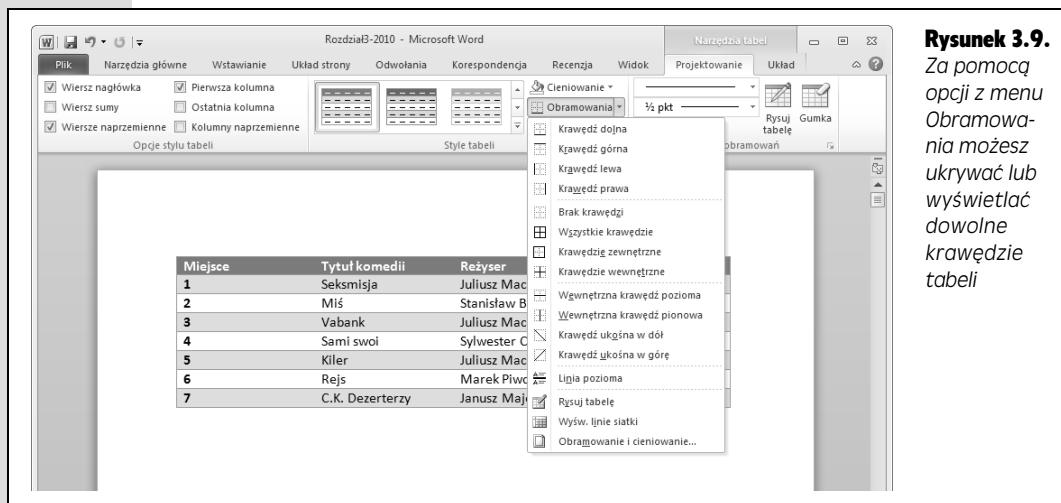 Rozdział3-2010 - Microsoft Word
Narzędzia tabel
Plik Narzędzia główne Wstawianie Układ strony Odwołania Korespondencja Recenzja Widok Projektowanie Układ
Wiersz nagłówka Pierwsza kolumna
Wiersz sumy Ostatnia kolumna
Wiersze naprzemienne Kolumny naprzemienne
Opcje stylu tabeli
Style tabeli
Cieniowanie
Obramowania
½ pkt
Rysuj tabelę
Gumka
obramowań
Krawędź dolna
Krawędź górna
Krawędź lewa
Krawędź prawa
Brak krawędzi
Wszystkie krawędzie
Krawędzie zewnętrzne
Krawędzie wewnętrzne
Wewnętrzna krawędź pozioma
Wewnętrzna krawędź pionowa
Krawędź ukośna w dół
Krawędź ukośna w górę
Linia pozioma
Rysuj tabelę
Wyśw. linie siatki
Obramowanie i cieniowanie...
Miejsce Tytuł komedii Reżyser
1 Seksmisja Juliusz Mac
2 Miś Stanisław B
3 Vabank Juliusz Mac
4 Sami swoi Sylwester C
5 Kiler Juliusz Mac
6 Rejs Marek Piwo
7 C.K. Dezerterzy Janusz Maj
Rysunek 3.9.
Za pomocą
opcji z menu
Obramowa-
nia możesz
ukrywać lub
wyświetlać
dowolne
krawędzie
tabeli